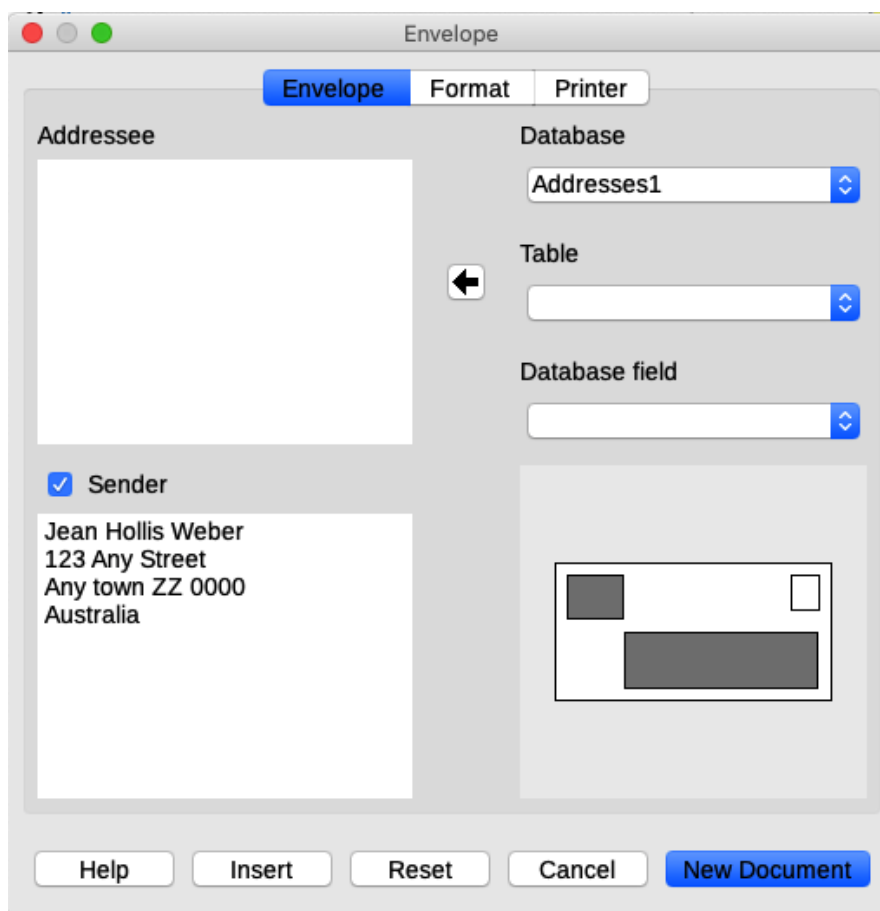 Envelope
Envelope Format Printer
Addressee
Database
Addresses1
Table
Database field
Sender
Jean Hollis Weber
123 Any Street
Any town ZZ 0000
Australia
Help Insert Reset Cancel New Document